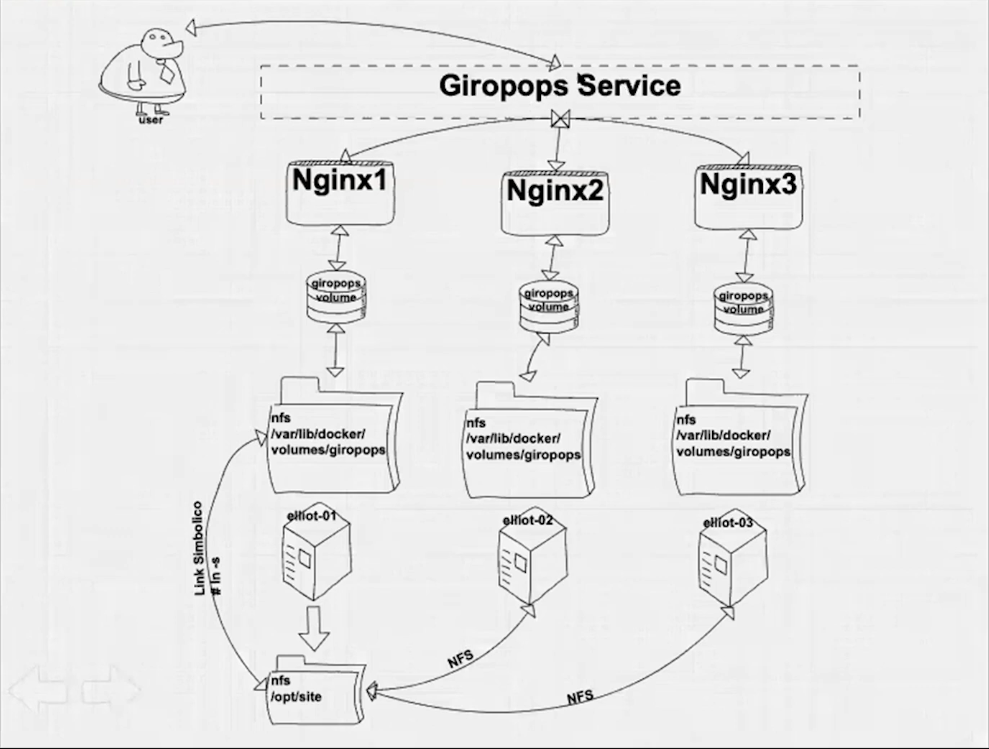 user
Giropops Service
Nginx1
Nginx2
Nginx3
giropops
volume
giropops
volume
giropops
volume
nfs
/var/lib/docker/
volumes/giropops
nfs
/var/lib/docker/
volumes/giropops
nfs
/var/lib/docker/
volumes/giropops
elliot-01
elliot-02
elliot-03
Link Simbolico
# ln -s
nfs
/opt/site
NFS
NFS